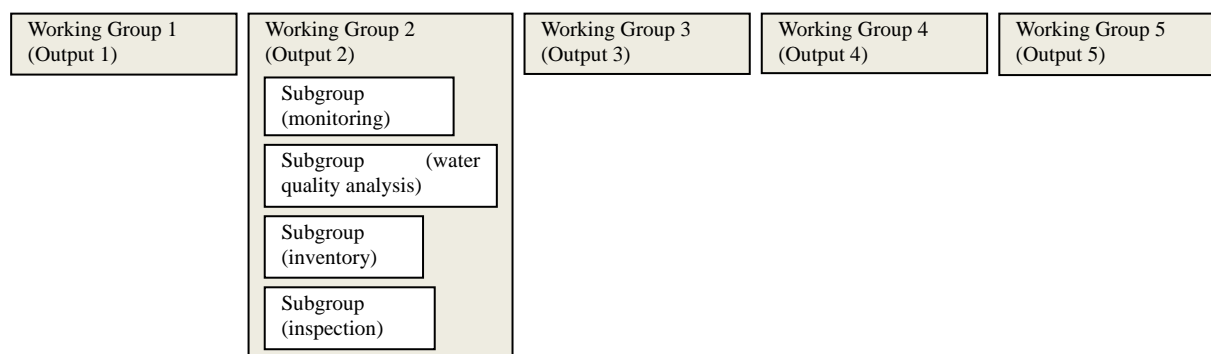 Working Group 1
(Output 1)
Working Group 2
(Output 2)
Subgroup
(monitoring)
Subgroup (water
quality analysis)
Subgroup
(inventory)
Subgroup
(inspection)
Working Group 3
(Output 3)
Working Group 4
(Output 4)
Working Group 5
(Output 5)